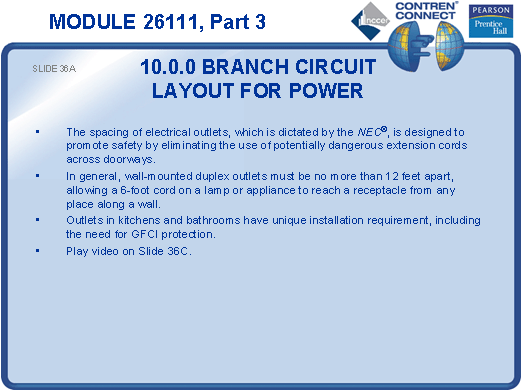 MODULE 26111, Part 3
nccer
CONTREN®
CONNECT
PEARSON
Prentice
Hall
SLIDE 36A
10.0.0 BRANCH CIRCUIT
LAYOUT FOR POWER
• The spacing of electrical outlets, which is dictated by the NEC®, is designed to
promote safety by eliminating the use of potentially dangerous extension cords
across doorways.
• In general, wall-mounted duplex outlets must be no more than 12 feet apart,
allowing a 6-foot cord on a lamp or appliance to reach a receptacle from any
place along a wall.
• Outlets in kitchens and bathrooms have unique installation requirement, including
the need for GFCI protection.
• Play video on Slide 36C.